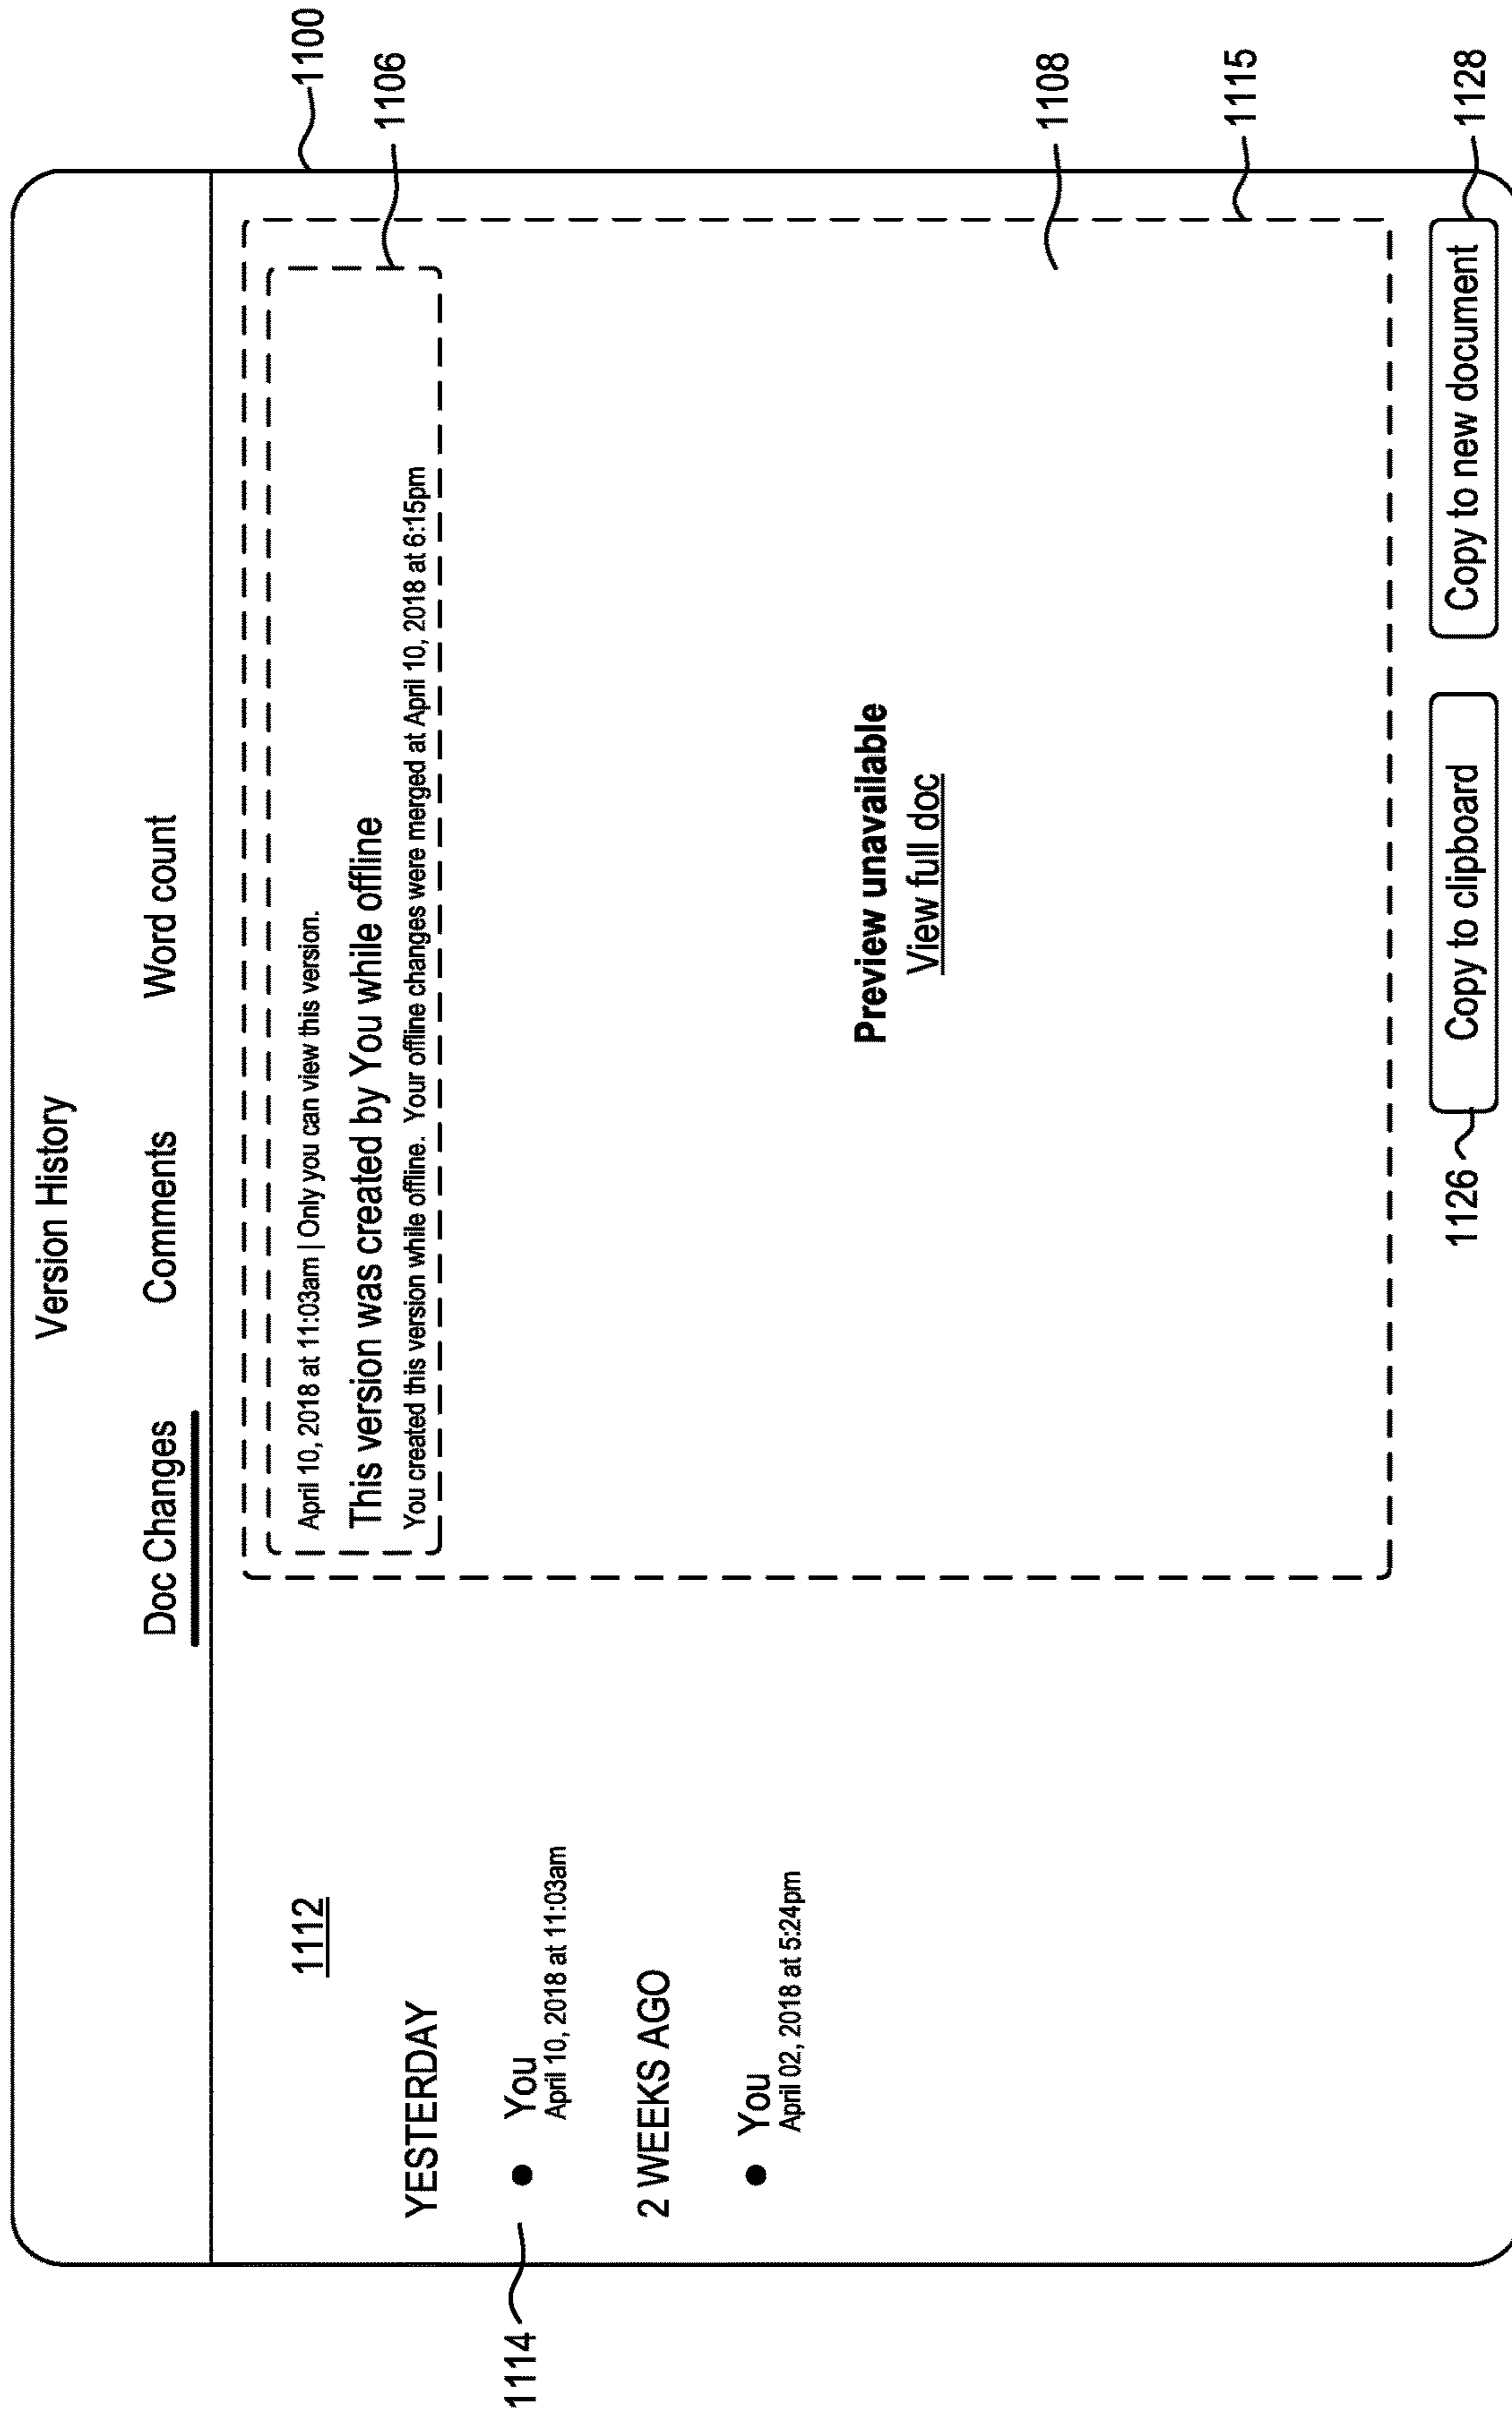 Version History
Doc Changes Comments Word count
1100
1106
1112
April 10, 2018 at 11:03am | Only you can view this version.
This version was created by You while offline
You created this version while offline. Your offline changes were merged at April 10, 2018 at 6:15pm
YESTERDAY
1114
You
April 10, 2018 at 11:03am
2 WEEKS AGO
You
April 02, 2018 at 5:24pm
Preview unavailable
View full doc
1108
1115
1126
Copy to clipboard
Copy to new document
1128